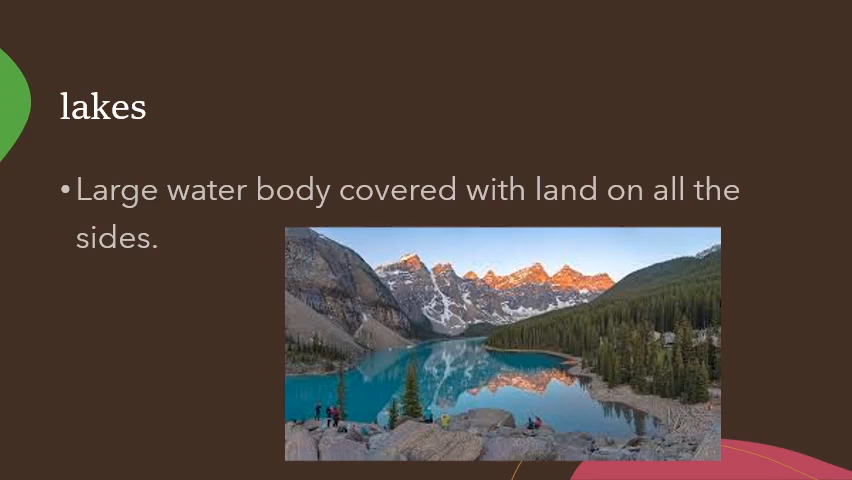 lakes
•Large water body covered with land on all the
sides.